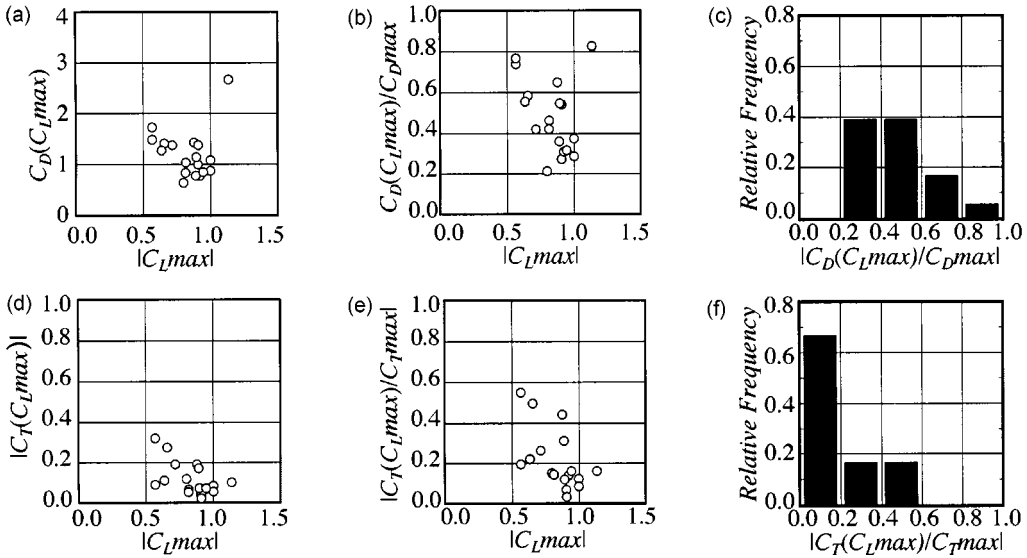 (a)
C_D(C_Lmax)
4
3
2
1
0
0.0 0.5 1.0 1.5
|C_Lmax|
(b)
C_D(C_Lmax)/C_Dmax
1.0
0.8
0.6
0.4
0.2
0.0
0.0 0.5 1.0 1.5
|C_Lmax|
(c)
Relative Frequency
0.8
0.6
0.4
0.2
0.0
0.0 0.2 0.4 0.6 0.8 1.0
|C_D(C_Lmax)/C_Dmax|
(d)
|C_T(C_Lmax)|
1.0
0.8
0.6
0.4
0.2
0.0
0.0 0.5 1.0 1.5
|C_Lmax|
(e)
|C_T(C_Lmax)/C_Tmax|
1.0
0.8
0.6
0.4
0.2
0.0
0.0 0.5 1.0 1.5
|C_Lmax|
(f)
Relative Frequency
0.8
0.6
0.4
0.2
0.0
0.0 0.2 0.4 0.6 0.8 1.0
|C_T(C_Lmax)/C_Tmax|